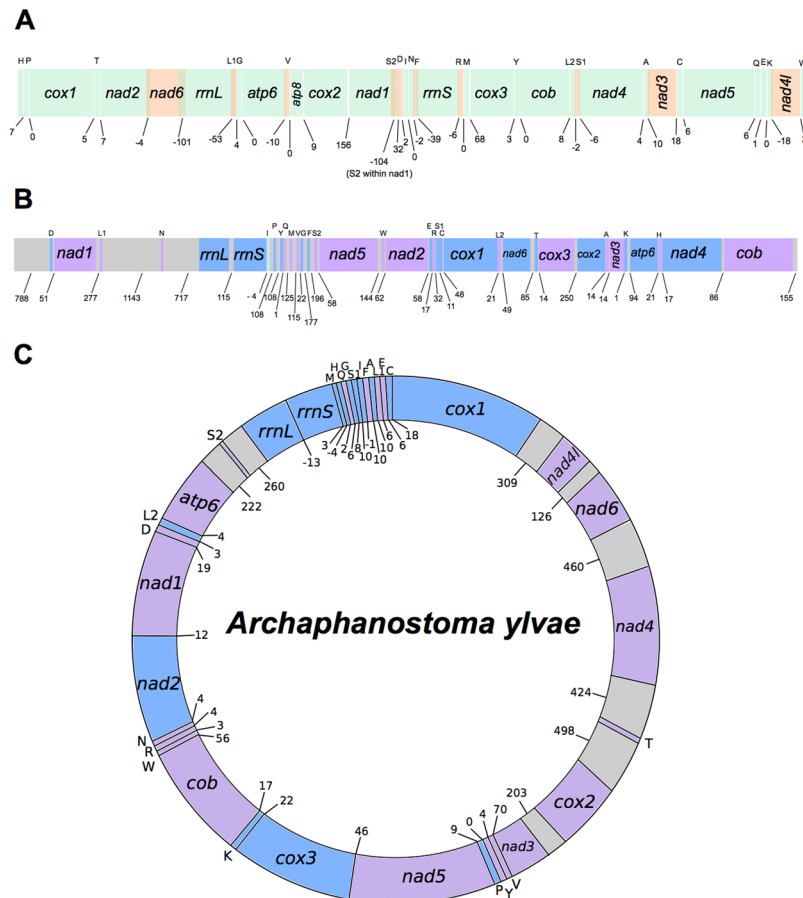 A
H P T L1 G V S2 D I N F R M Y L2 S1 A C Q E K W
cox1 nad2 nad6 rrnL atp6 atp8 cox2 nad1 rrnS cox3 cob nad4 nad3 nad5 nad4l
7 0 5 7 -4 -101 -53 4 0 -10 0 9 156 -104 32 2 0 -2 -39 -6 0 68 3 0 8 -2 -6 4 10 18 6 6 1 0 -18
(S2 within nad1)
B
D L1 N I P Y Q M V G F S2 W E R S1 C L2 T A K H
nad1 rrnL rrnS nad5 nad2 cox1 nad6 cox3 cox2 nad3 atp6 nad4 cob
788 51 277 1143 717 115 -4 108 108 1 125 115 22 177 196 58 144 62 58 17 32 11 48 21 49 85 14 250 14 14 1 94 21 17 86 155
C
M H Q G S1 I F A L1 E C
cox1
309
nad4l
126
nad6
460
nad4
424
T
498
cox2
203
nad3
70
V
4
Y
0
P
9
nad5
46
cox3
22
K
17
cob
56
W
3
R
4
N
4
nad2
12
nad1
19
D
3
L2
4
atp6
222
S2
260
rrnL
-13
rrnS
3 -4 2 6 8 10 -1 10 10 6 6 18
Archaphanostoma ylvae